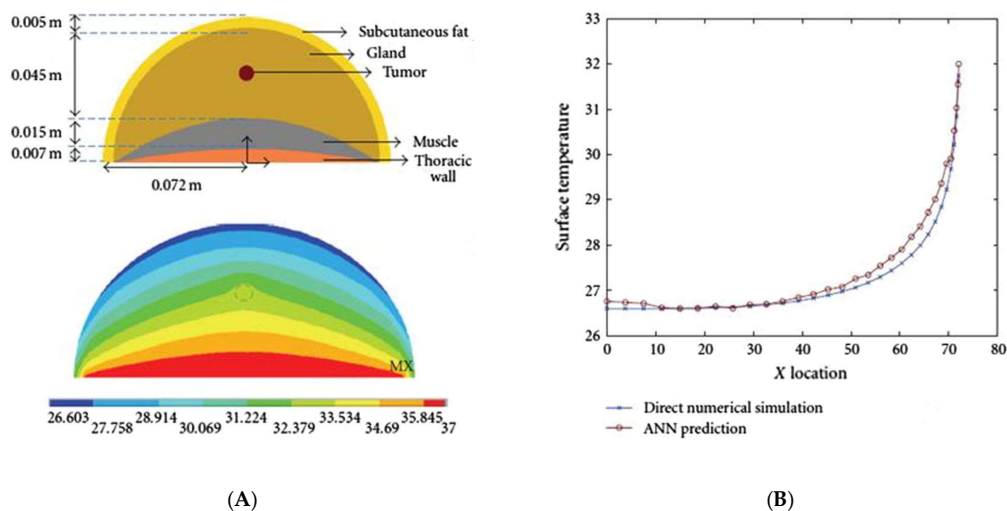 0.005 m
0.045 m
0.015 m
0.007 m
0.072 m
Subcutaneous fat
Gland
Tumor
Muscle
Thoracic
wall
MX
26.603 28.914 31.224 33.534 35.845
27.758 30.069 32.379 34.69 37
(A)
33
32
31
30
29
28
27
26
Surface temperature
0 10 20 30 40 50 60 70 80
X location
Direct numerical simulation
ANN prediction
(B)